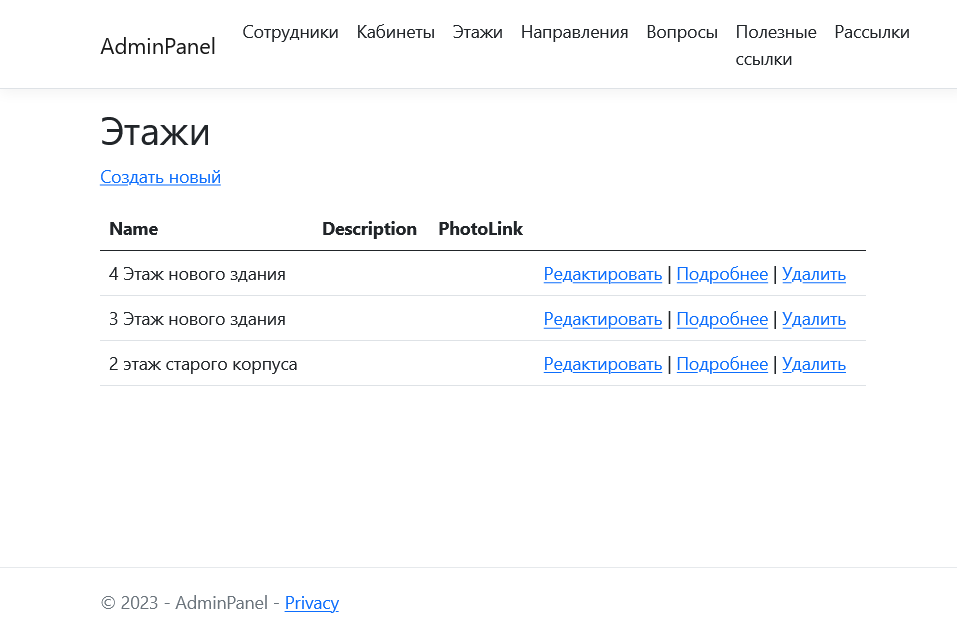 AdminPanel Сотрудники Кабинеты Этажи Направления Вопросы Полезные ссылки Рассылки
Этажи
Создать новый
Name Description PhotoLink
4 Этаж нового здания Редактировать | Подробнее | Удалить
3 Этаж нового здания Редактировать | Подробнее | Удалить
2 этаж старого корпуса Редактировать | Подробнее | Удалить
© 2023 - AdminPanel - Privacy